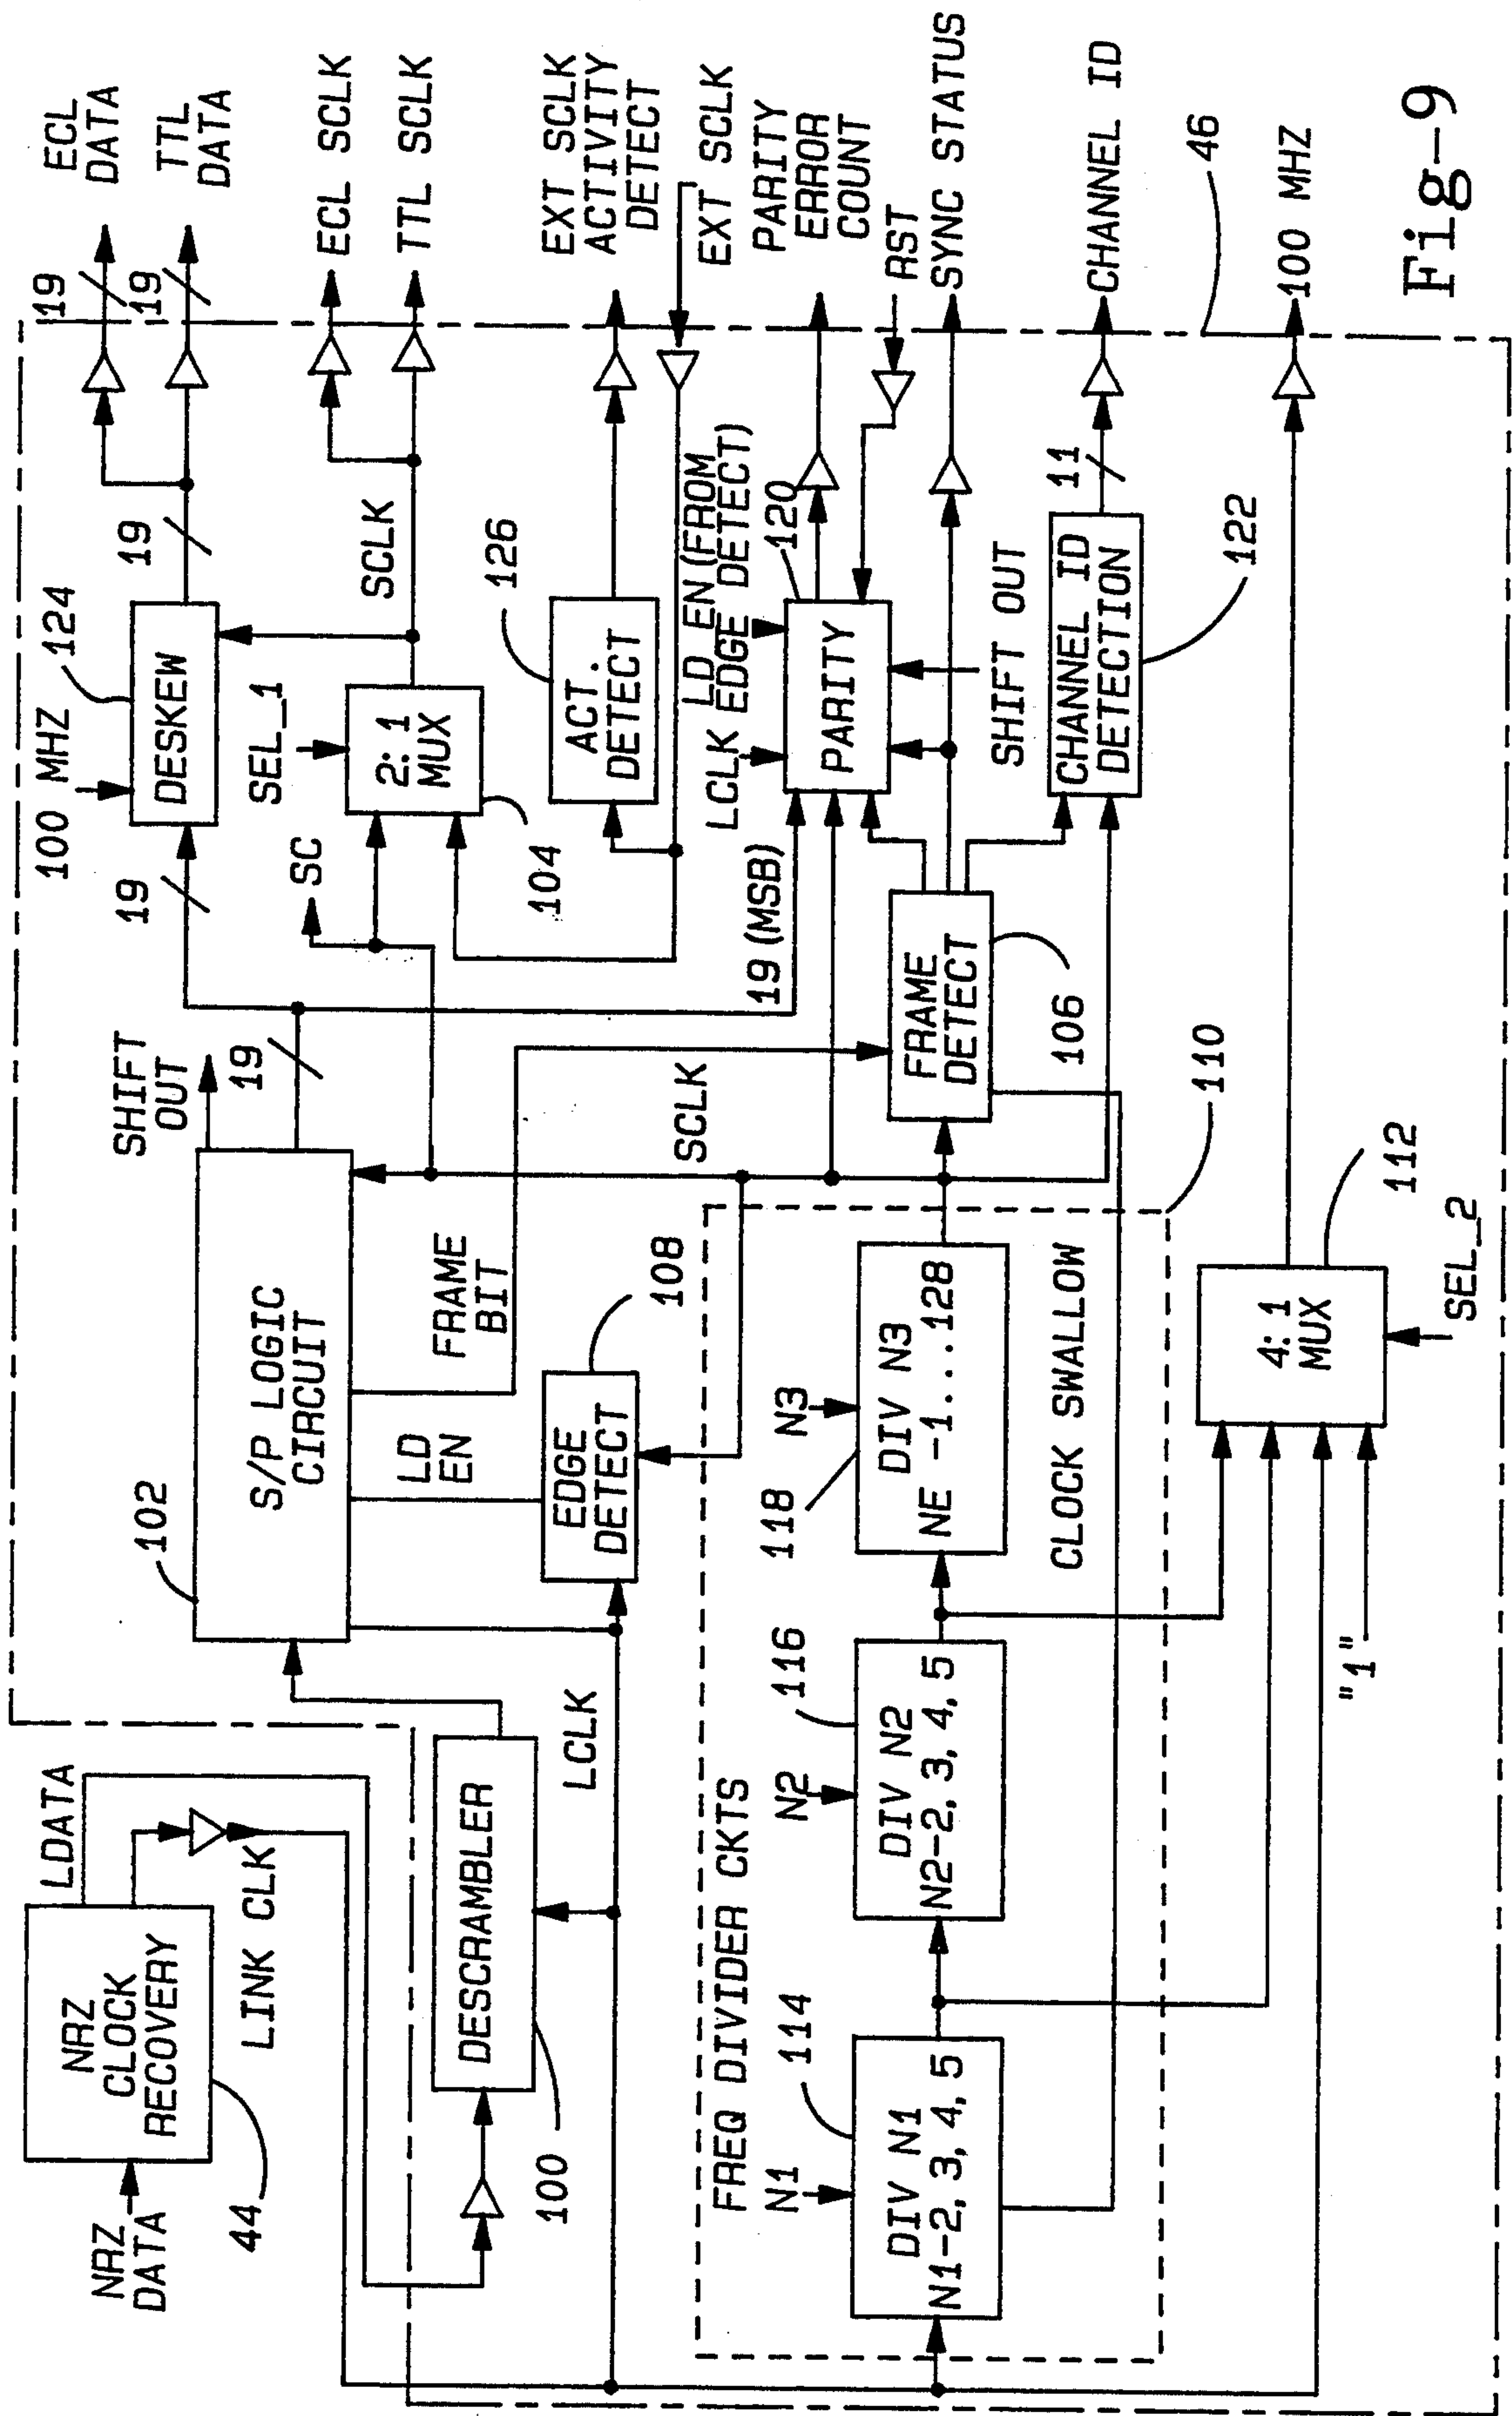 NRZ
DATA
44
NRZ
CLOCK
RECOVERY
LDATA
LINK CLK
100
DESCRAMBLER
LCLK
102
S/P LOGIC
CIRCUIT
SHIFT
OUT
19
LD
EN
FRAME
BIT
EDGE
DETECT
108
SCLK
19
100 MHZ
DESKEW
124
19
19
19
ECL
DATA
TTL
DATA
SC
SEL_1
2:1
MUX
104
SCLK
ECL SCLK
TTL SCLK
ACT.
DETECT
126
EXT SCLK
ACTIVITY
DETECT
EXT SCLK
19 (MSB)
LCLK
LD EN (FROM
EDGE DETECT)
PARITY
120
PARITY
ERROR
COUNT
RST
SYNC STATUS
SHIFT OUT
FRAME
DETECT
106
CHANNEL ID
DETECTION
122
11
CHANNEL ID
FREQ DIVIDER CKTS
N1
DIV N1
N1-2, 3, 4, 5
114
N2
DIV N2
N2-2, 3, 4, 5
116
N3
DIV N3
NE -1...128
118
CLOCK SWALLOW
110
"1"
4:1
MUX
112
SEL_2
46
100 MHZ
Fig-9